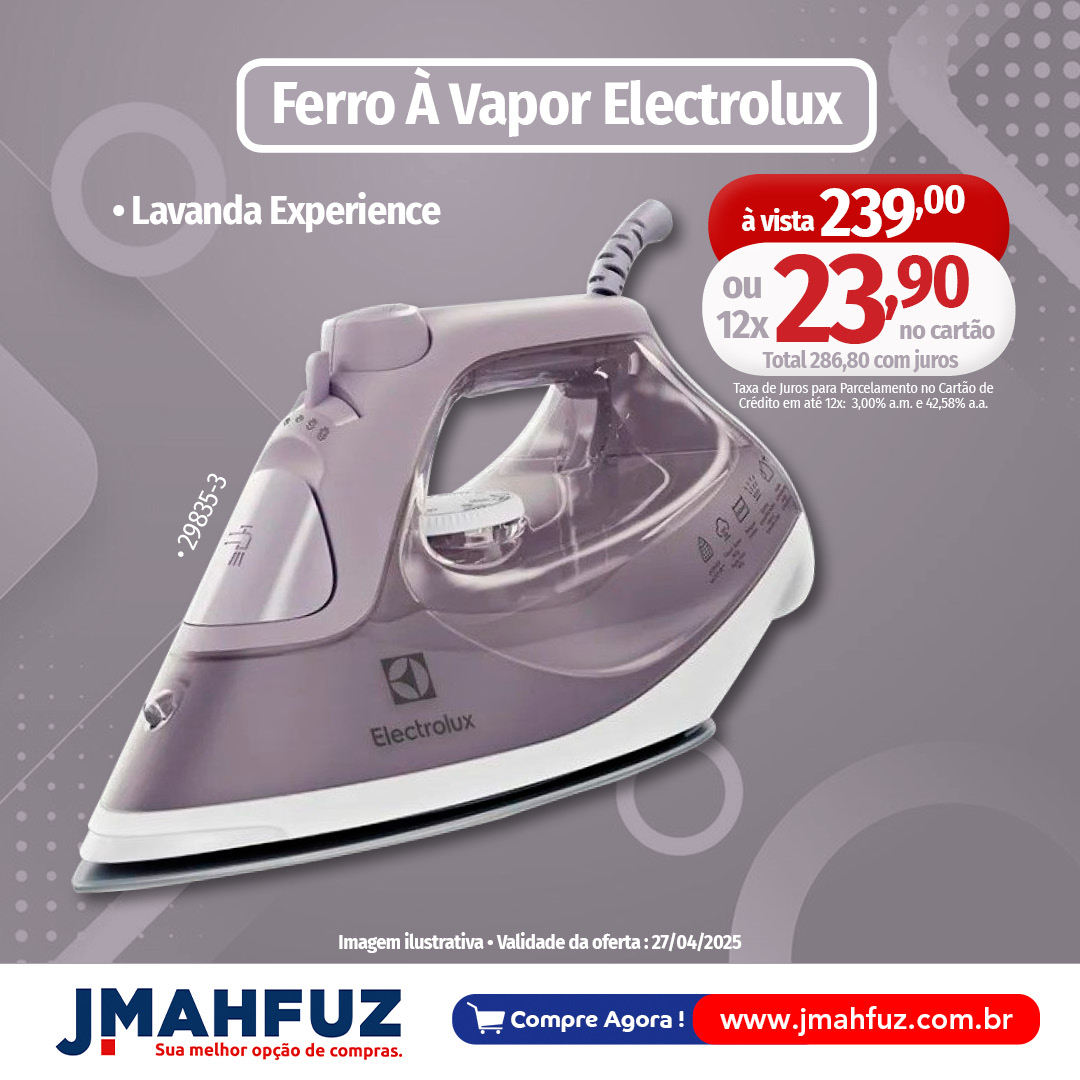 Ferro À Vapor Electrolux
• Lavanda Experience
à vista 239,00
ou
12x 23,90
no cartão
Total 286,80 com juros
Taxa de Juros para Parcelamento no Cartão de
Crédito em até 12x: 3,00% a.m. e 42,58% a.a.
• 29835-3
Electrolux
Imagem ilustrativa • Validade da oferta : 27/04/2025
JMAHFUZ
Sua melhor opção de compras.
Compre Agora !
www.jmahfuz.com.br